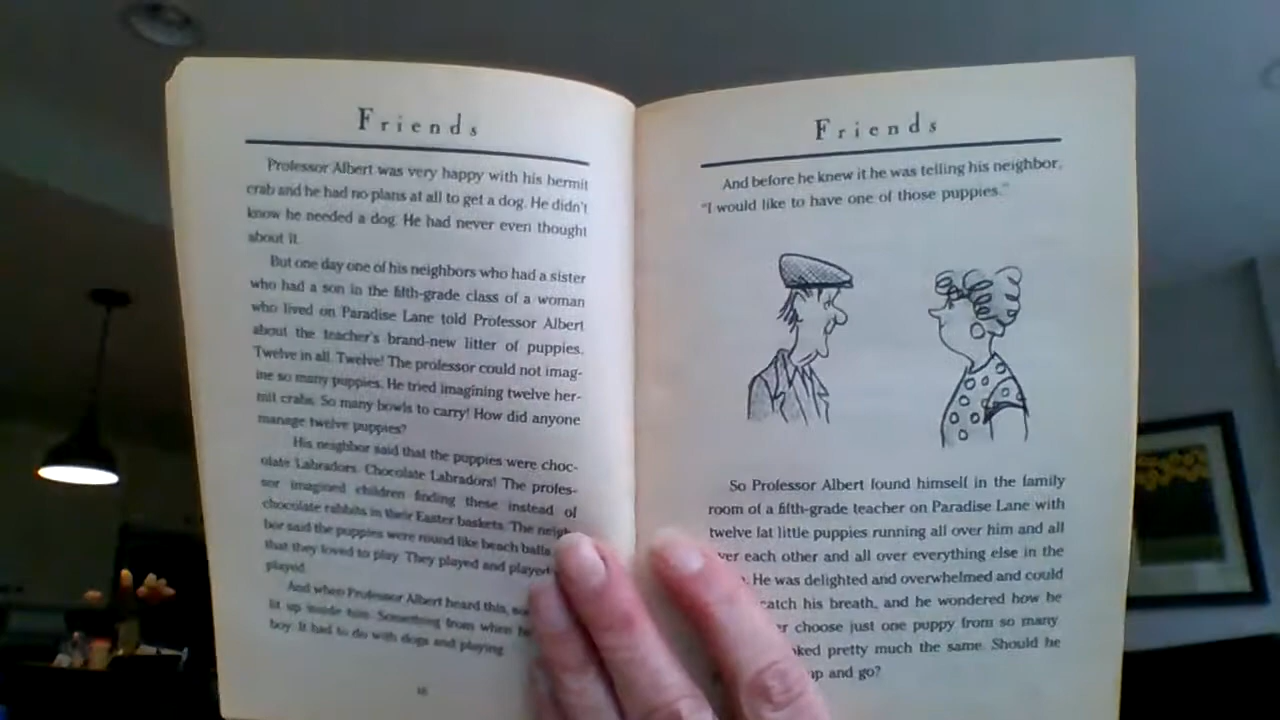 Friends
Professor Albert was very happy with his hermit
crab and he had no plans at all to get a dog. He didn't
know he needed a dog. He had never even thought
about it.
But one day one of his neighbors who had a sister
who had a son in the fifth-grade class of a woman
who lived on Paradise Lane told Professor Albert
about the teacher's brand-new litter of puppies.
Twelve in all. Twelve! The professor could not imag-
ine so many puppies. He tried imagining twelve her-
mit crabs. So many bowls to carry! How did anyone
manage twelve puppies?
His neighbor said that the puppies were choc-
olate Labradors. Chocolate Labradors! The profes-
sor imagined children finding these instead of
chocolate rabbits in their Easter baskets. The neigh-
bor said the puppies were round like beach balls
that they loved to play. They played and played
played.
And when Professor Albert heard this,
lit up inside him. Something from when he
boy. It had to do with dogs and playing.
18
Friends
And before he knew it he was telling his neighbor,
"I would like to have one of those puppies."
So Professor Albert found himself in the family
room of a fifth-grade teacher on Paradise Lane with
twelve fat little puppies running all over him and all
over each other and all over everything else in the
He was delighted and overwhelmed and could
catch his breath, and he wondered how he
choose just one puppy from so many
pretty much the same. Should he
and go?